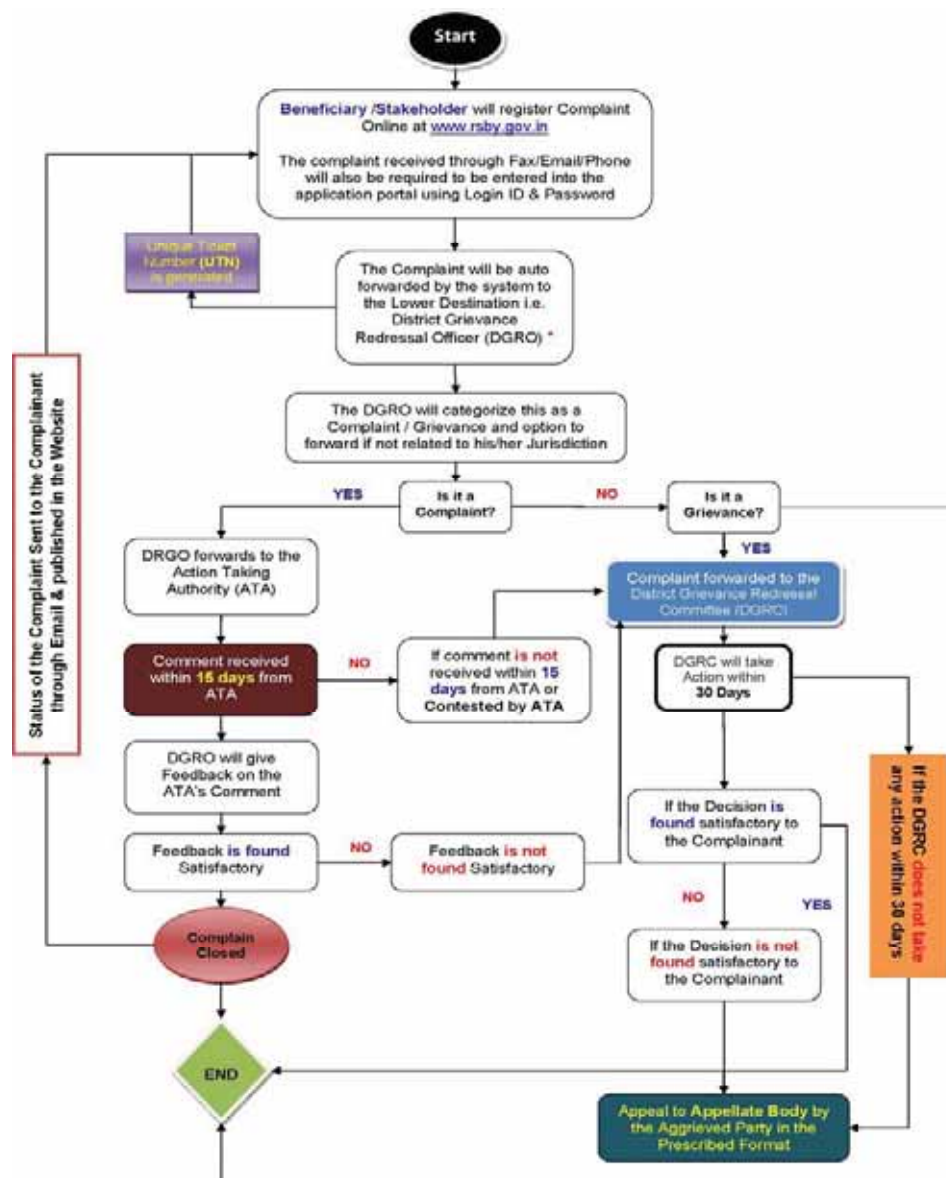 Start
Beneficiary /Stakeholder will register Complaint
Online at www.rsby.gov.in
The complaint received through Fax/Email/Phone
will also be required to be entered into the
application portal using Login ID & Password
Unique Ticket
Number (UTN)
is generated
The Complaint will be auto
forwarded by the system to
the Lower Destination i.e.
District Grievance
Redressal Officer (DGRO) *
The DGRO will categorize this as a
Complaint / Grievance and option to
forward if not related to his/her Jurisdiction
Status of the Complaint Sent to the Complainant
through Email & published in the Website
YES
Is it a
Complaint?
NO
Is it a
Grievance?
YES
DRGO forwards to the
Action Taking
Authority (ATA)
Complaint forwarded to the
District Grievance Redressal
Committee (DGRC)
Comment received
within 15 days from
ATA
NO
If comment is not
received within 15
days from ATA or
Contested by ATA
DGRC will take
Action within
30 Days
DGRO will give
Feedback on the
ATA's Comment
If the Decision is
found satisfactory to
the Complainant
If the DGRC does not take
any action within 30 days
Feedback is found
Satisfactory
NO
Feedback is not
found Satisfactory
NO
YES
Complain
Closed
If the Decision is not
found satisfactory to
the Complainant
END
Appeal to Appellate Body by
the Aggrieved Party in the
Prescribed Format